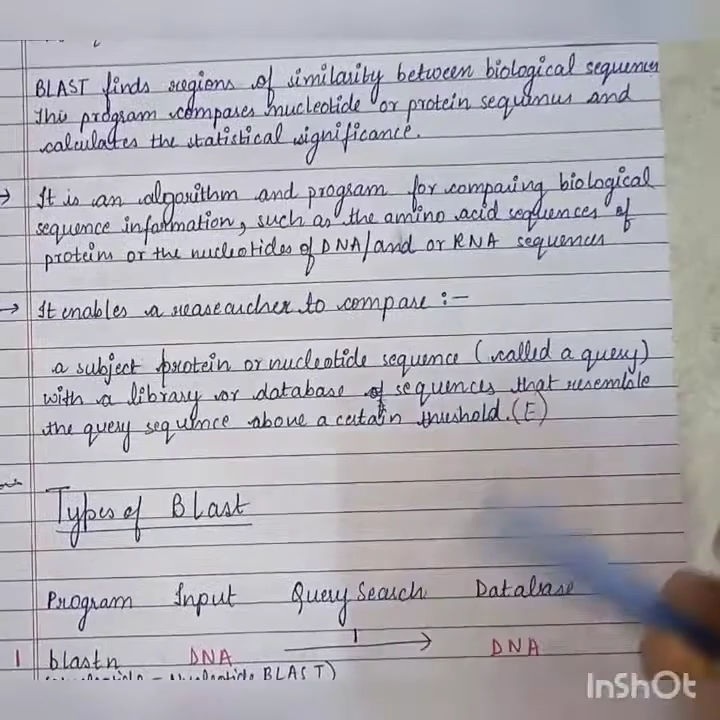 BLAST finds regions of similarity between biological sequences
This program compares nucleotide or protein sequences and
calculates the statistical significance.
→ It is an algorithm and program for comparing biological
sequence information, such as the amino acid sequences of
proteins or the nucleotides of DNA/and or RNA sequences
→ It enables a reasearcher to compare :-
a subject protein or nucleotide sequence (called a query)
with a library or database of sequences that resemble
the query sequence above a certain threshold.(E)
Types of Blast
Program Input Query Search Database
1 blastn DNA 1 → DNA
BLAST)
InShOt